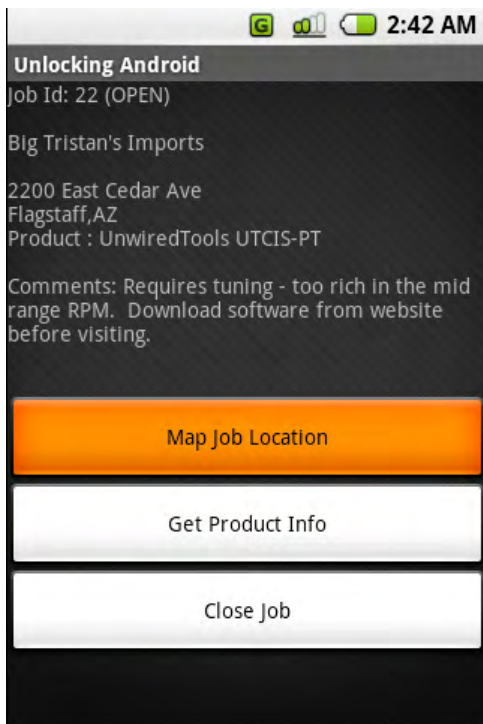 G 2:42 AM
Unlocking Android
Job Id: 22 (OPEN)
Big Tristan's Imports
2200 East Cedar Ave
Flagstaff,AZ
Product : UnwiredTools UTCIS-PT
Comments: Requires tuning - too rich in the mid
range RPM.  Download software from website
before visiting.
Map Job Location
Get Product Info
Close Job